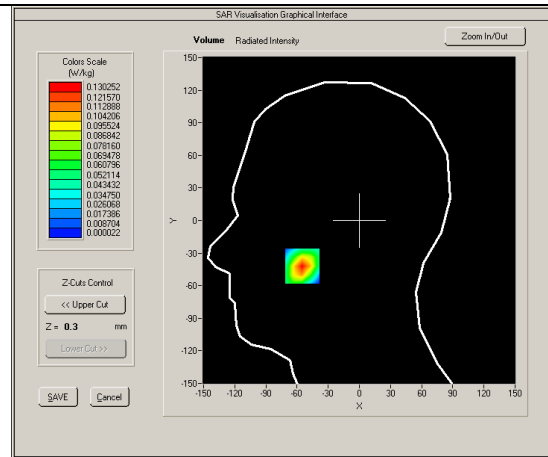 SAR Visualisation Graphical Interface
Volume Radiated Intensity
Zoom In/Out
Colors Scale
(W/kg)
0.130252
0.121570
0.112888
0.104206
0.095524
0.086842
0.078160
0.069478
0.060796
0.052114
0.043432
0.034750
0.026068
0.017386
0.008704
0.000022
Z-Cuts Control
<< Upper Cut
Z = 0.3 mm
Lower Cut >>
SAVE Cancel
150
120
90
60
30
0
-30
-60
-90
-120
-150
Y
-150 -120 -90 -60 -30 0 30 60 90 120 150
X